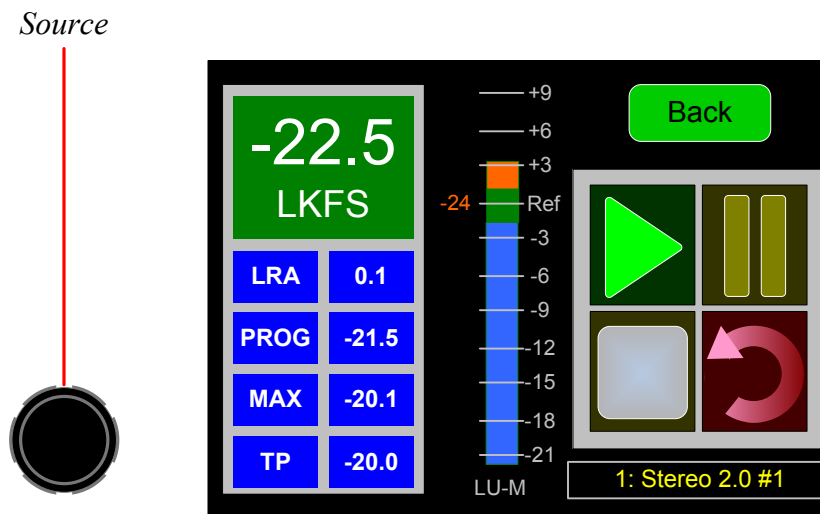 Source
-22.5
LKFS
LRA 0.1
PROG -21.5
MAX -20.1
TP -20.0
+9
+6
+3
-24 Ref
-3
-6
-9
-12
-15
-18
-21
LU-M
Back
1: Stereo 2.0 #1